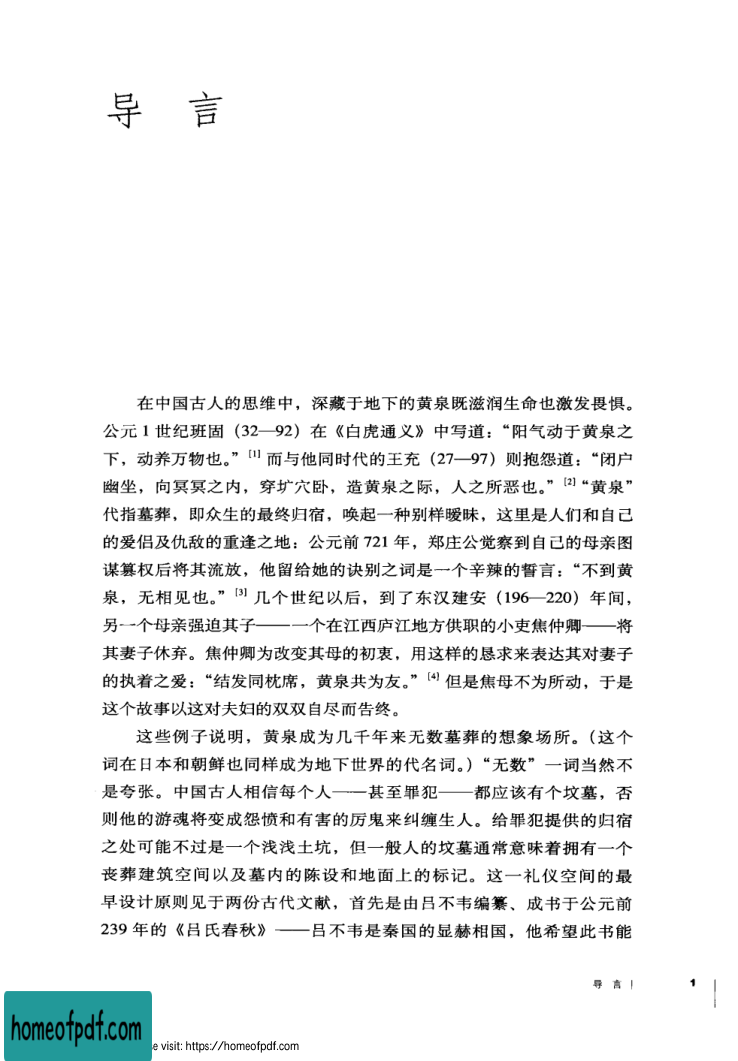 导 言
在中国古人的思维中，深藏于地下的黄泉既滋润生命也激发畏惧。
公元 1 世纪班固（32—92）在《白虎通义》中写道：“阳气动于黄泉之
下，动养万物也。” [1] 而与他同时代的王充（27—97）则抱怨道：“闭户
幽坐，向冥冥之内，穿圹穴卧，造黄泉之际，人之所恶也。” [2] “黄泉”
代指墓葬，即众生的最终归宿，唤起一种别样暧昧，这里是人们和自己
的爱侣及仇敌的重逢之地：公元前 721 年，郑庄公觉察到自己的母亲图
谋篡权后将其流放，他留给她的诀别之词是一个辛辣的誓言：“不到黄
泉，无相见也。” [3] 几个世纪以后，到了东汉建安（196—220）年间，
另一个母亲强迫其子——一个在江西庐江地方供职的小吏焦仲卿——将
其妻子休弃。焦仲卿为改变其母的初衷，用这样的恳求来表达其对妻子
的执着之爱：“结发同枕席，黄泉共为友。” [4] 但是焦母不为所动，于是
这个故事以这对夫妇的双双自尽而告终。
这些例子说明，黄泉成为几千年来无数墓葬的想象场所。（这个
词在日本和朝鲜也同样成为地下世界的代名词。）“无数”一词当然不
是夸张。中国古人相信每个人——甚至罪犯——都应该有个坟墓，否
则他的游魂将变成怨愤和有害的厉鬼来纠缠生人。给罪犯提供的归宿
之处可能不过是一个浅浅土坑，但一般人的坟墓通常意味着拥有一个
丧葬建筑空间以及墓内的陈设和地面上的标记。这一礼仪空间的最
早设计原则见于两份古代文献，首先是由吕不韦编纂、成书于公元前
239 年的《吕氏春秋》——吕不韦是秦国的显赫相国，他希望此书能
导 言 1
homeofpdf.com
se visit: https://homeofpdf.com